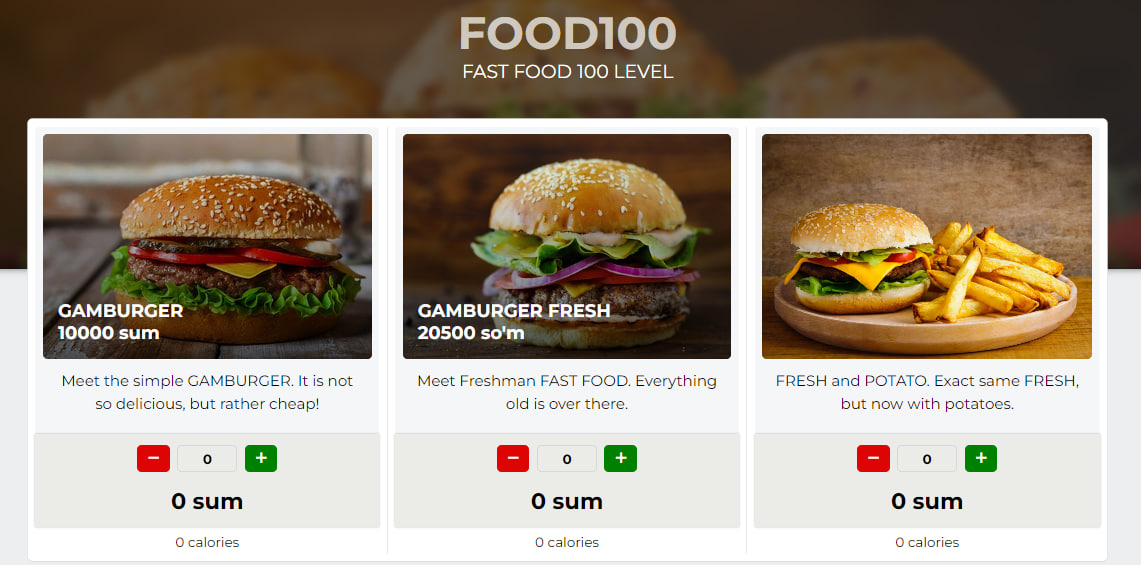 FOOD100
FAST FOOD 100 LEVEL
GAMBURGER
10000 sum
Meet the simple GAMBURGER. It is not
so delicious, but rather cheap!
− 0 +
0 sum
0 calories
GAMBURGER FRESH
20500 so'm
Meet Freshman FAST FOOD. Everything
old is over there.
− 0 +
0 sum
0 calories
FRESH and POTATO. Exact same FRESH,
but now with potatoes.
− 0 +
0 sum
0 calories